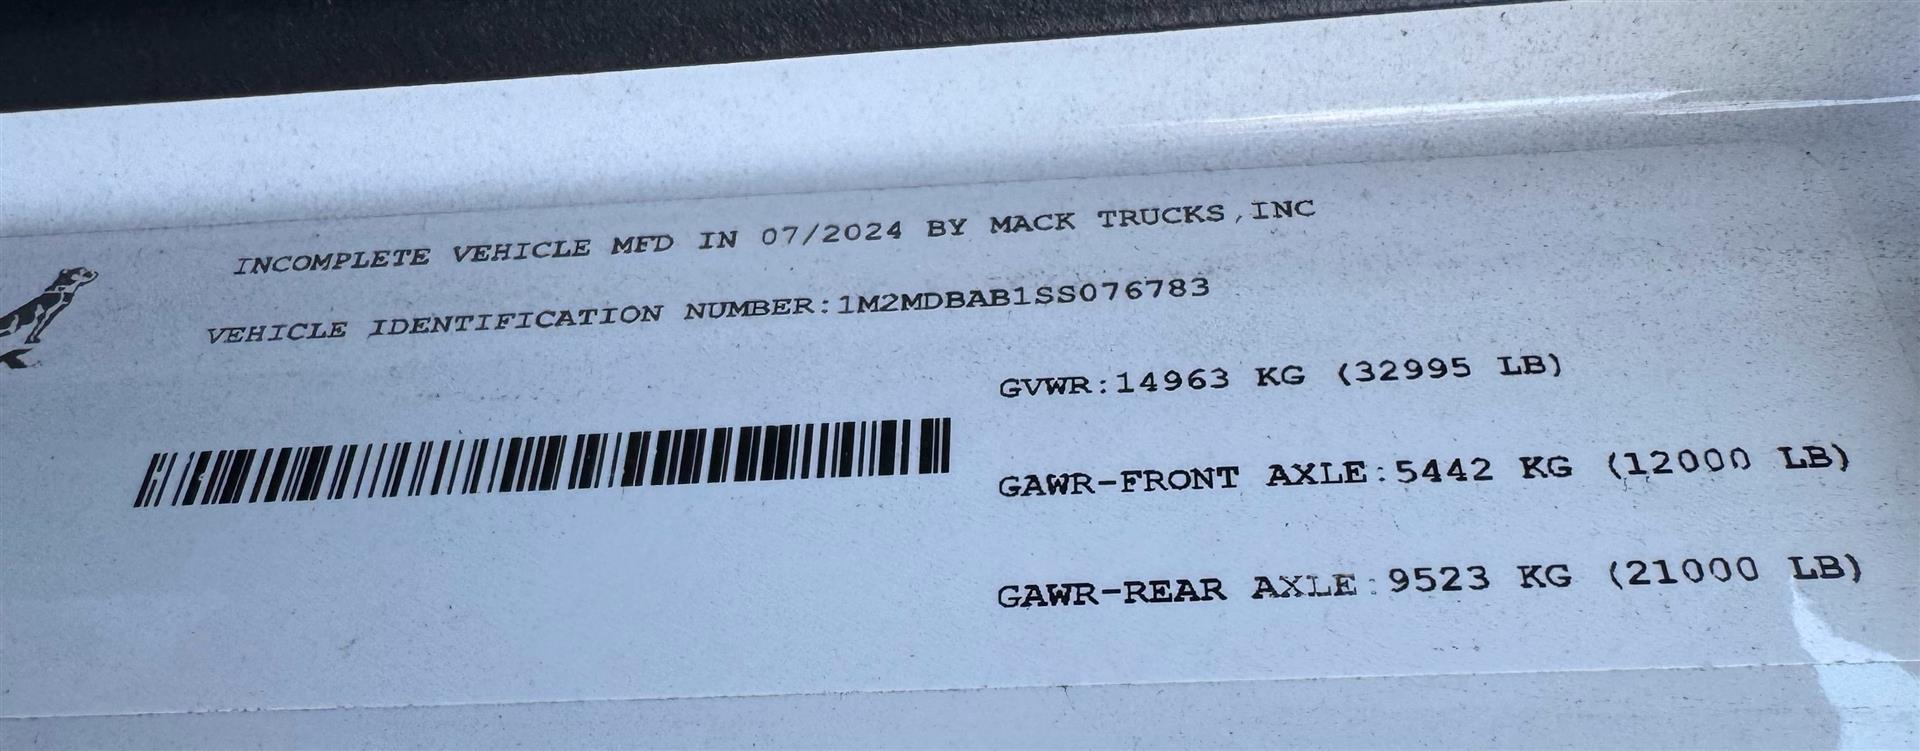 INCOMPLETE VEHICLE MFD IN 07/2024 BY MACK TRUCKS,INC
VEHICLE IDENTIFICATION NUMBER:1M2MDBAB1SS076783
GVWR:14963 KG (32995 LB)
GAWR-FRONT AXLE:5442 KG (12000 LB)
GAWR-REAR AXLE:9523 KG (21000 LB)